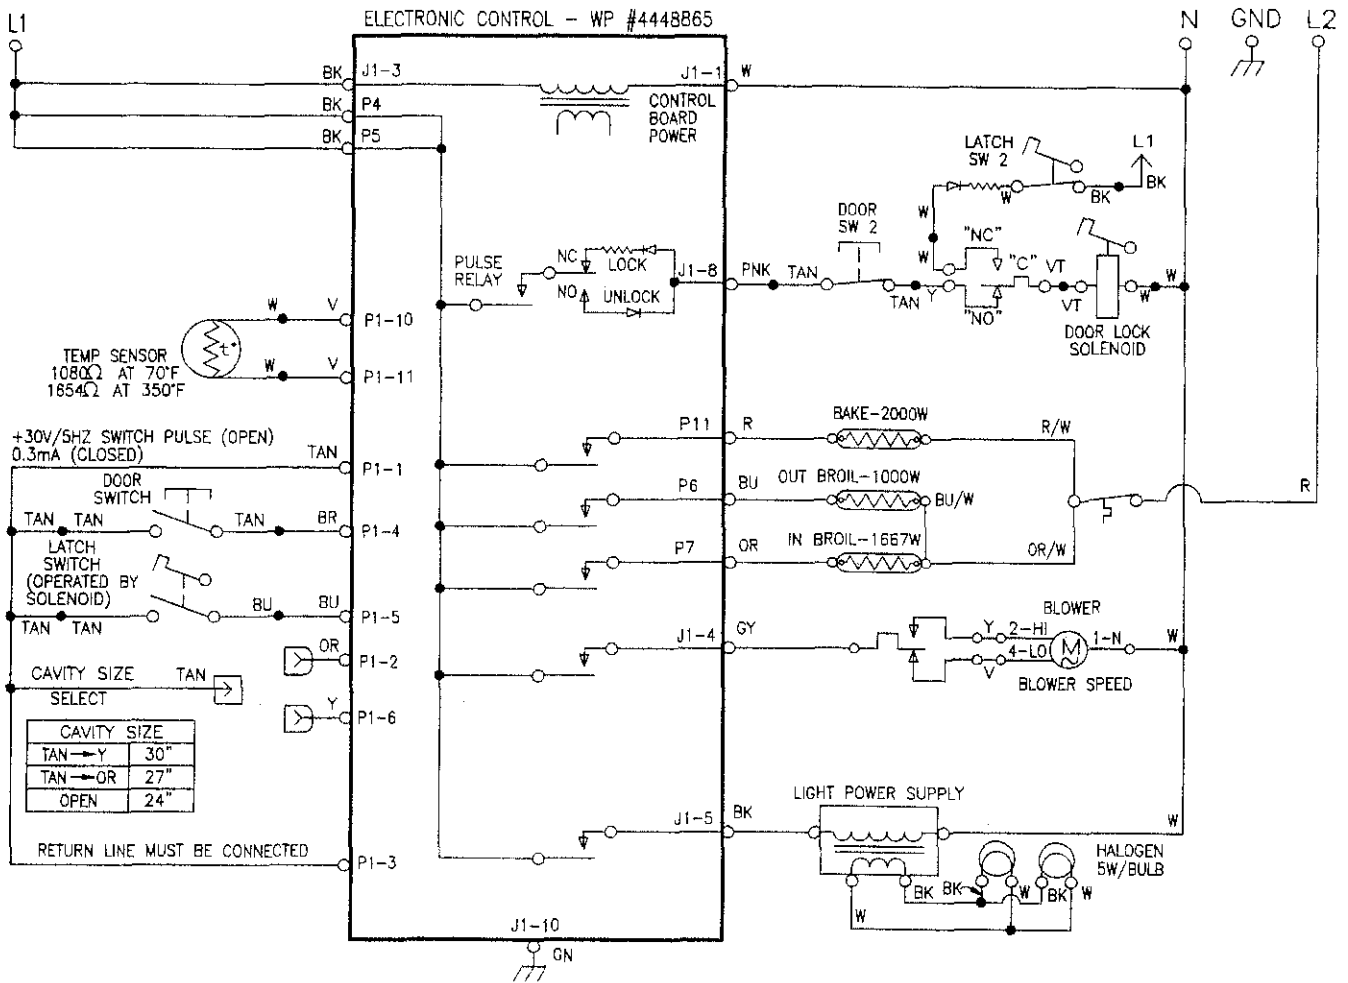 ELECTRONIC CONTROL - WP #4448865
L1
N
GND
L2
BK
J1-3
J1-1
W
BK
P4
BK
P5
CONTROL
BOARD
POWER
LATCH
SW 2
L1
BK
BK
W
DOOR
SW 2
W
W
"NC"
"C"
VT
VT
"NO"
PULSE
RELAY
NC
LOCK
NO
UNLOCK
J1-8
PNK
TAN
TAN
Y
W
W
DOOR LOCK
SOLENOID
W
V
P1-10
W
V
P1-11
t°
TEMP SENSOR
1080Ω AT 70°F
1654Ω AT 350°F
+30V/5HZ SWITCH PULSE (OPEN)
0.3mA (CLOSED)
TAN
P1-1
DOOR
SWITCH
TAN
TAN
TAN
BR
P1-4
LATCH
SWITCH
(OPERATED BY
SOLENOID)
TAN
TAN
BU
BU
P1-5
OR
P1-2
CAVITY SIZE
SELECT
TAN
Y
P1-6
CAVITY SIZE
TAN→Y 30"
TAN→OR 27"
OPEN 24"
RETURN LINE MUST BE CONNECTED
P1-3
P11
R
BAKE-2000W
R/W
P6
BU
OUT BROIL-1000W
BU/W
R
P7
OR
IN BROIL-1667W
OR/W
J1-4
GY
BLOWER
Y
2-HI
M
1-N
W
4-LO
V
BLOWER SPEED
J1-5
BK
LIGHT POWER SUPPLY
W
HALOGEN
5W/BULB
BK
BK
W
BK
W
W
J1-10
GN